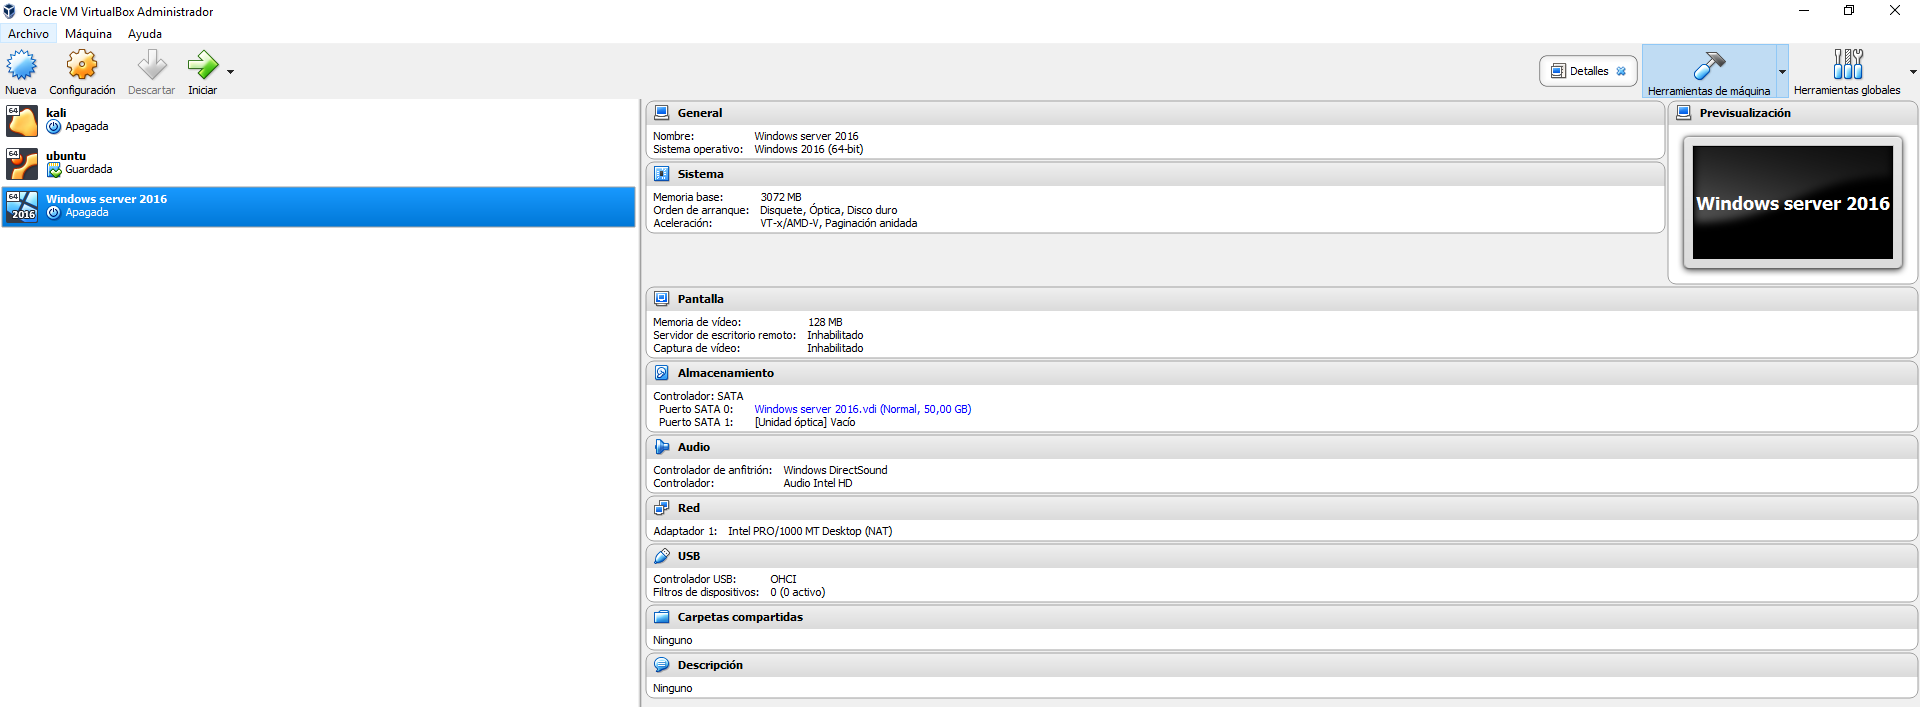 Oracle VM VirtualBox Administrador
Archivo Máquina Ayuda
Nueva Configuración Descartar Iniciar
Detalles
Herramientas de máquina
Herramientas globales
64
kali
Apagada
64
ubuntu
Guardada
64
2016
Windows server 2016
Apagada
General
Nombre: Windows server 2016
Sistema operativo: Windows 2016 (64-bit)
Previsualización
Windows server 2016
Sistema
Memoria base: 3072 MB
Orden de arranque: Disquete, Óptica, Disco duro
Aceleración: VT-x/AMD-V, Paginación anidada
Pantalla
Memoria de vídeo: 128 MB
Servidor de escritorio remoto: Inhabilitado
Captura de vídeo: Inhabilitado
Almacenamiento
Controlador: SATA
Puerto SATA 0: Windows server 2016.vdi (Normal, 50,00 GB)
Puerto SATA 1: [Unidad óptica] Vacío
Audio
Controlador de anfitrión: Windows DirectSound
Controlador: Audio Intel HD
Red
Adaptador 1: Intel PRO/1000 MT Desktop (NAT)
USB
Controlador USB: OHCI
Filtros de dispositivos: 0 (0 activo)
Carpetas compartidas
Ninguno
Descripción
Ninguno